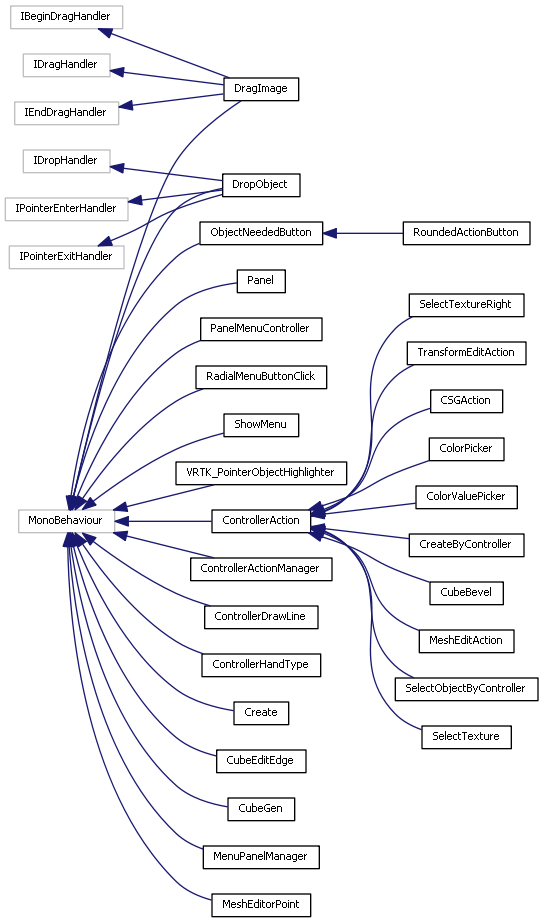 IBeginDragHandler
IDragHandler
DragImage
IEndDragHandler
IDropHandler
DropObject
IPointerEnterHandler
ObjectNeededButton
RoundedActionButton
IPointerExitHandler
Panel
SelectTextureRight
PanelMenuController
TransformEditAction
RadialMenuButtonClick
CSGAction
ShowMenu
ColorPicker
VRTK_PointerObjectHighlighter
ColorValuePicker
MonoBehaviour
ControllerAction
CreateByController
ControllerActionManager
CubeBevel
ControllerDrawLine
MeshEditAction
ControllerHandType
SelectObjectByController
Create
SelectTexture
CubeEditEdge
CubeGen
MenuPanelManager
MeshEditorPoint